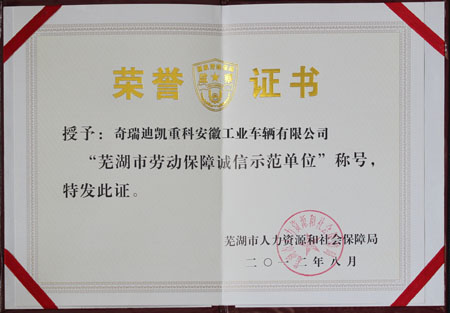 荣誉证书
授予：奇瑞迪凯重科安徽工业车辆有限公司
“芜湖市劳动保障诚信示范单位”称号，
特发此证。
芜湖市人力资源和社会保障局
二〇一二年八月